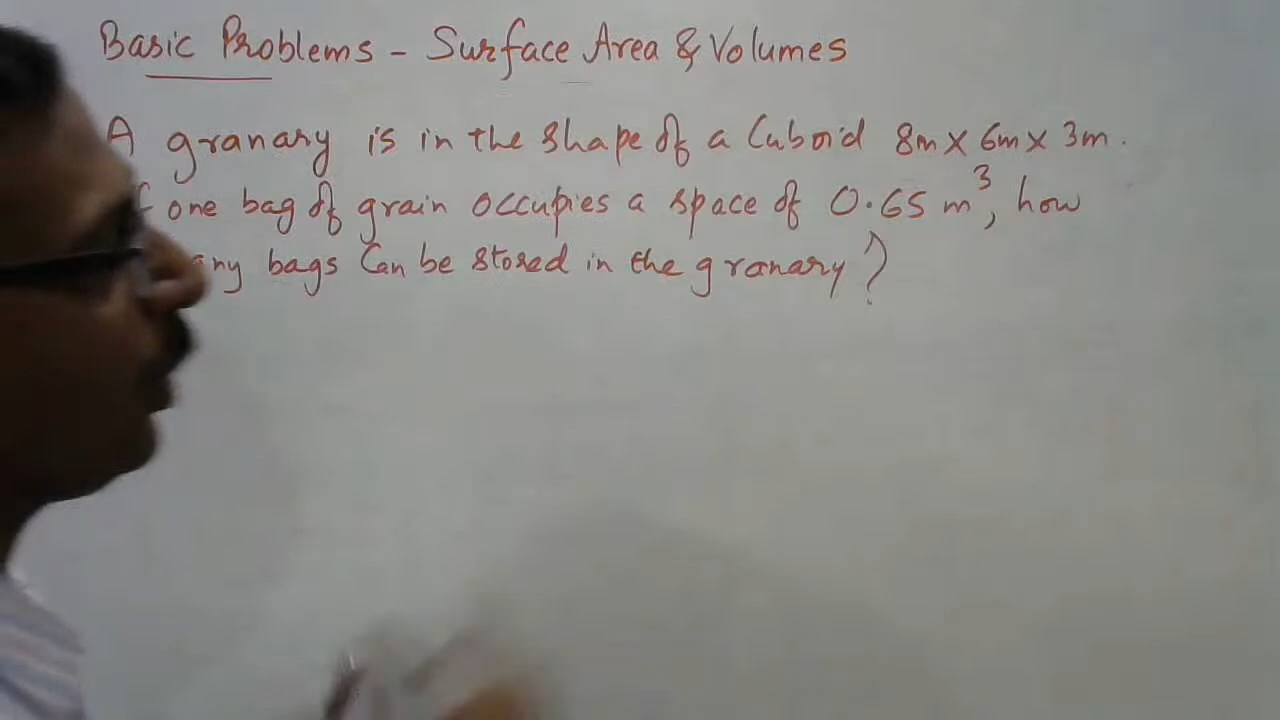 Basic Problems - Surface Area & Volumes
A granary is in the shape of a Cuboid 8m x 6m x 3m.
one bag of grain occupies a space of 0.65 m³, how
any bags Can be stored in the granary?